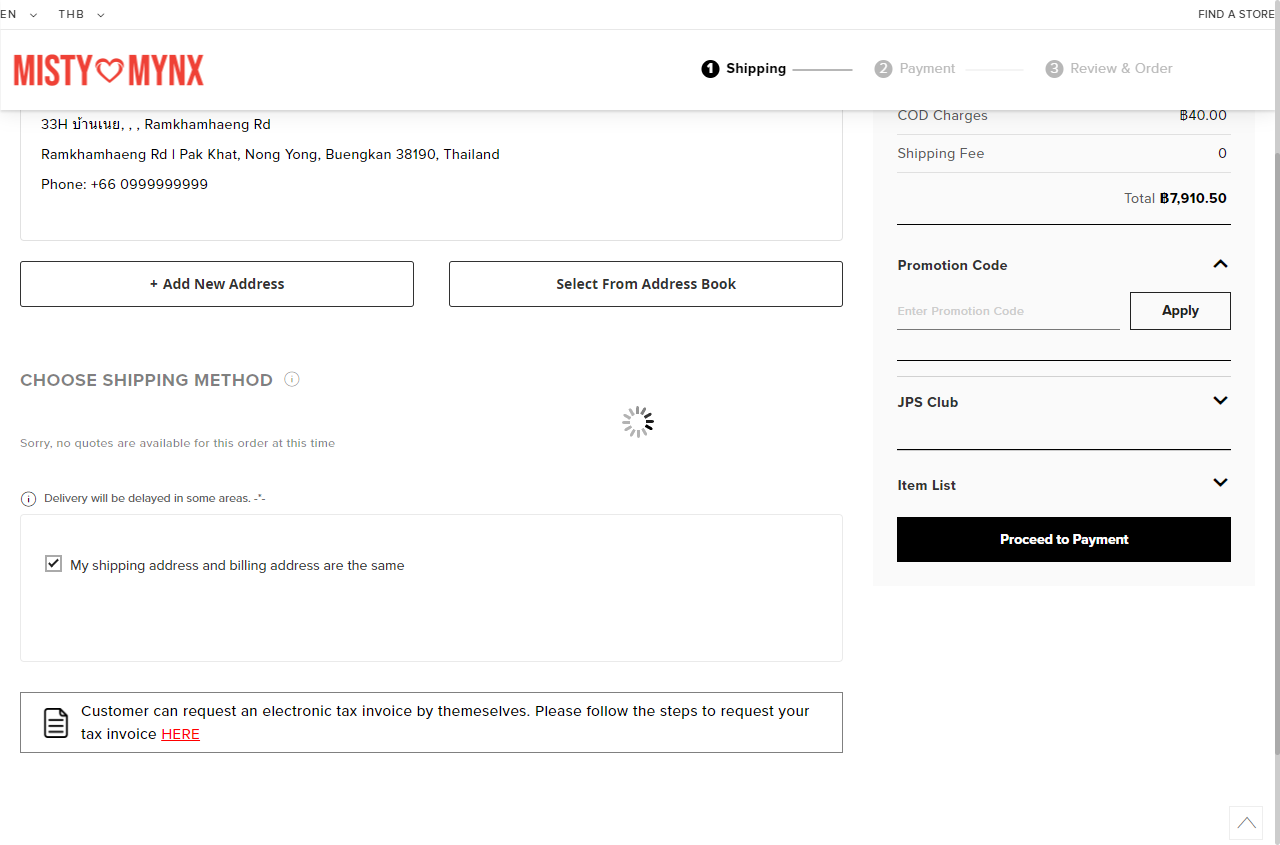 EN THB FIND A STORE
MISTY MYNX
1 Shipping 2 Payment 3 Review & Order
33H บ้านเนย, , , Ramkhamhaeng Rd
Ramkhamhaeng Rd | Pak Khat, Nong Yong, Buengkan 38190, Thailand
Phone: +66 0999999999
+ Add New Address
Select From Address Book
CHOOSE SHIPPING METHOD
Sorry, no quotes are available for this order at this time
Delivery will be delayed in some areas. -*-
My shipping address and billing address are the same
Customer can request an electronic tax invoice by themeselves. Please follow the steps to request your
tax invoice HERE
COD Charges ฿40.00
Shipping Fee 0
Total ฿7,910.50
Promotion Code
Enter Promotion Code
Apply
JPS Club
Item List
Proceed to Payment